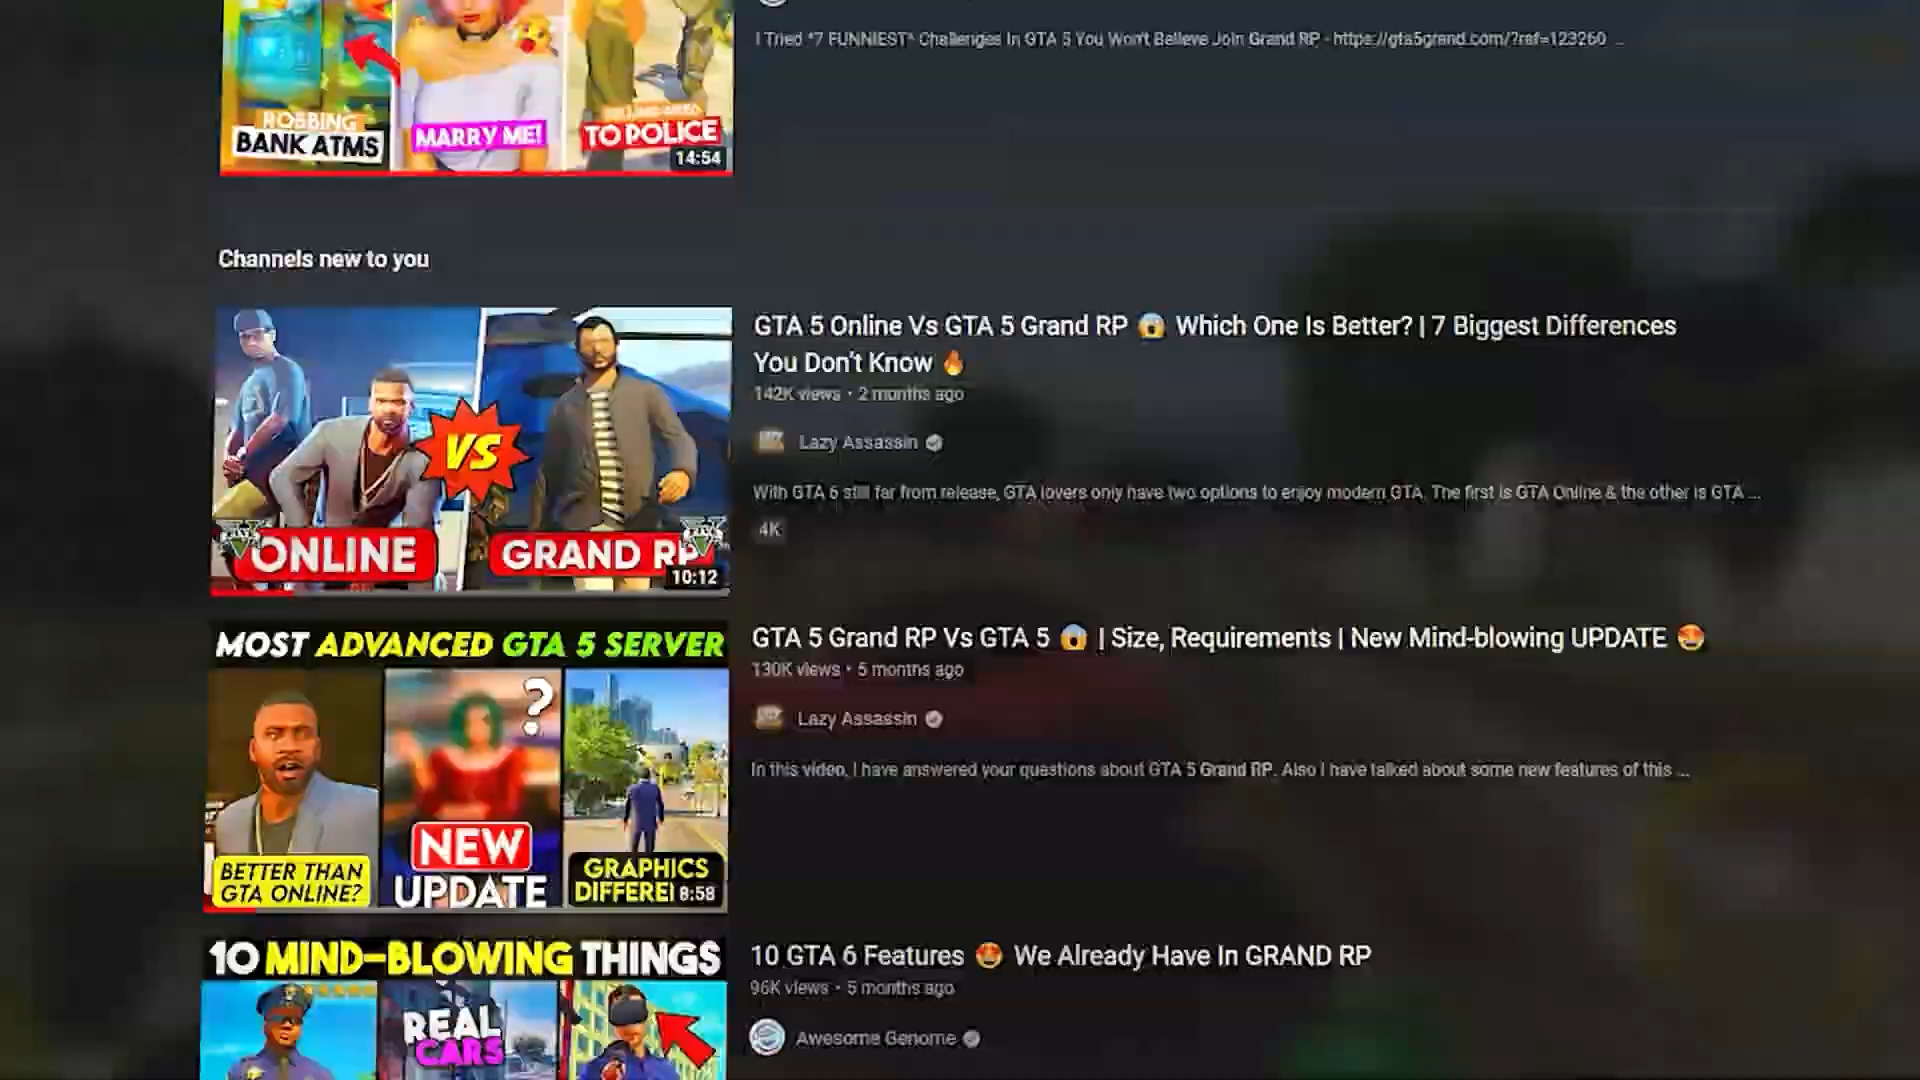 I Tried *7 FUNNIEST* Challenges In GTA 5 You Won't Believe Join Grand RP - https://gta5grand.com/?ref=123260 ...
ROBBING
BANK ATMS
MARRY ME!
TO POLICE
14:54
Channels new to you
VS
ONLINE
GRAND RP
10:12
GTA 5 Online Vs GTA 5 Grand RP 😱 Which One Is Better? | 7 Biggest Differences
You Don't Know 🔥
142K views • 2 months ago
Lazy Assassin
With GTA 6 still far from release, GTA lovers only have two options to enjoy modern GTA. The first is GTA Online & the other is GTA ...
4K
MOST ADVANCED GTA 5 SERVER
?
BETTER THAN
GTA ONLINE?
NEW
UPDATE
GRAPHICS
DIFFERE
8:58
GTA 5 Grand RP Vs GTA 5 😱 | Size, Requirements | New Mind-blowing UPDATE 🤩
130K views • 5 months ago
Lazy Assassin
In this video, I have answered your questions about GTA 5 Grand RP. Also I have talked about some new features of this ...
10 MIND-BLOWING THINGS
REAL
CARS
10 GTA 6 Features 🤩 We Already Have In GRAND RP
96K views • 5 months ago
Awesome Genome